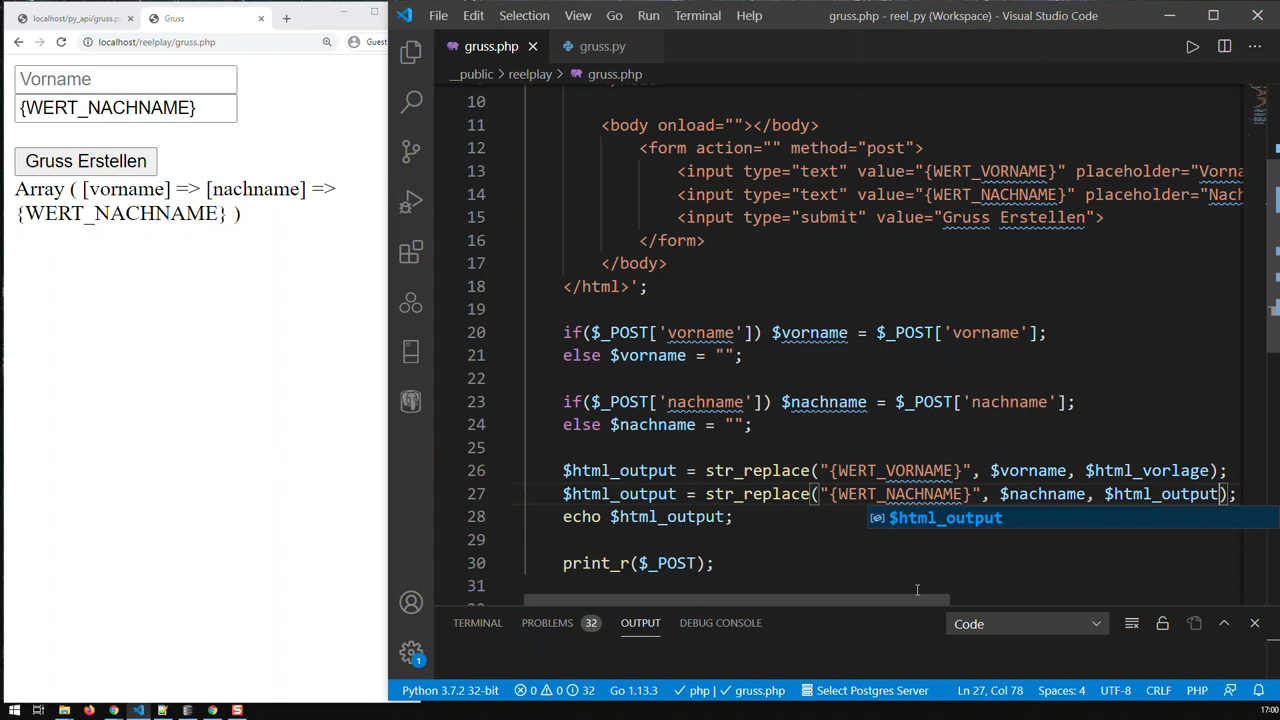 localhost/py_api/gruss.py
Gruss
localhost/reelplay/gruss.php
Guest
Vorname
{WERT_NACHNAME}
Gruss Erstellen
Array ( [vorname] => [nachname] =>
{WERT_NACHNAME} )
File Edit Selection View Go Run Terminal Help
gruss.php - reel_py (Workspace) - Visual Studio Code
gruss.php
gruss.py
__public > reelplay > gruss.php
10
11 <body onload=""></body>
12 <form action="" method="post">
13 <input type="text" value="{WERT_VORNAME}" placeholder="Vorna
14 <input type="text" value="{WERT_NACHNAME}" placeholder="Nach
15 <input type="submit" value="Gruss Erstellen">
16 </form>
17 </body>
18 </html>';
19
20 if($_POST['vorname']) $vorname = $_POST['vorname'];
21 else $vorname = "";
22
23 if($_POST['nachname']) $nachname = $_POST['nachname'];
24 else $nachname = "";
25
26 $html_output = str_replace("{WERT_VORNAME}", $vorname, $html_vorlage);
27 $html_output = str_replace("{WERT_NACHNAME}", $nachname, $html_output);
28 echo $html_output;
$html_output
29
30 print_r($_POST);
31
TERMINAL PROBLEMS 32 OUTPUT DEBUG CONSOLE
Code
1
Python 3.7.2 32-bit 0 0 32 Go 1.13.3 php gruss.php Select Postgres Server Ln 27, Col 78 Spaces: 4 UTF-8 CRLF PHP
17:00